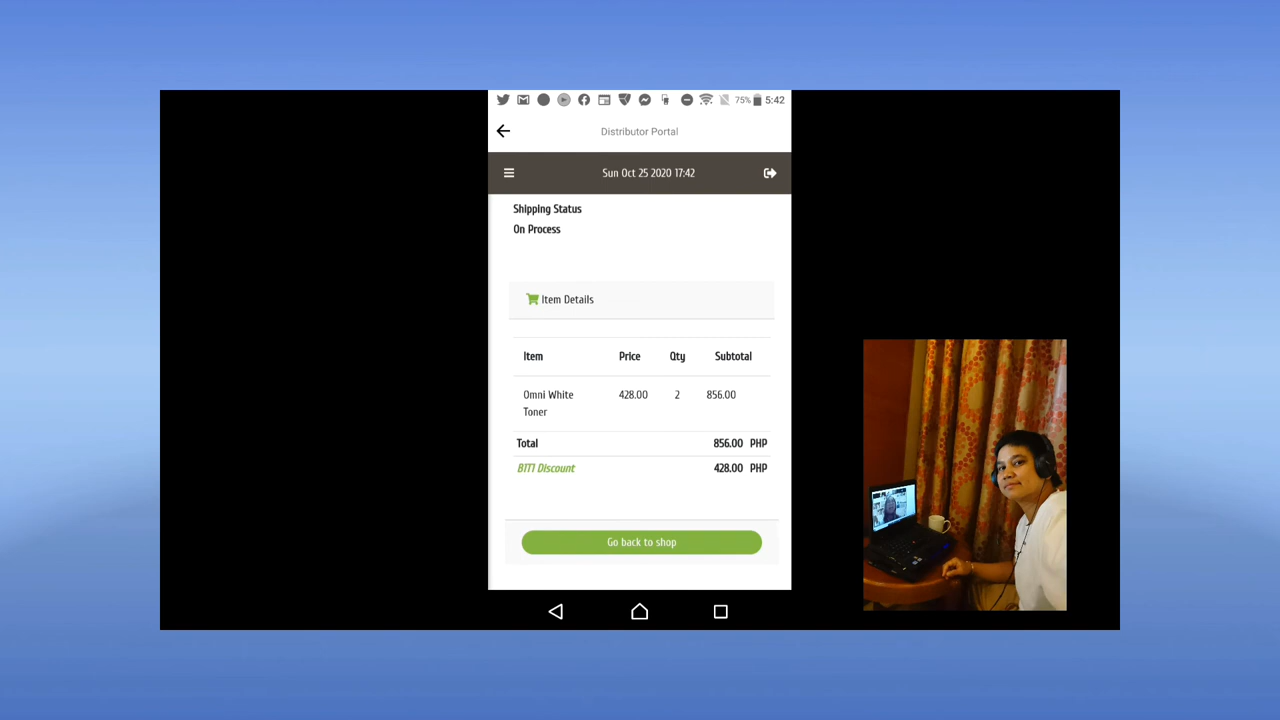 75% 5:42
Distributor Portal
Sun Oct 25 2020 17:42
Shipping Status
On Process
Item Details
Item Price Qty Subtotal
Omni White Toner 428.00 2 856.00
Total 856.00 PHP
B1T1 Discount 428.00 PHP
Go back to shop